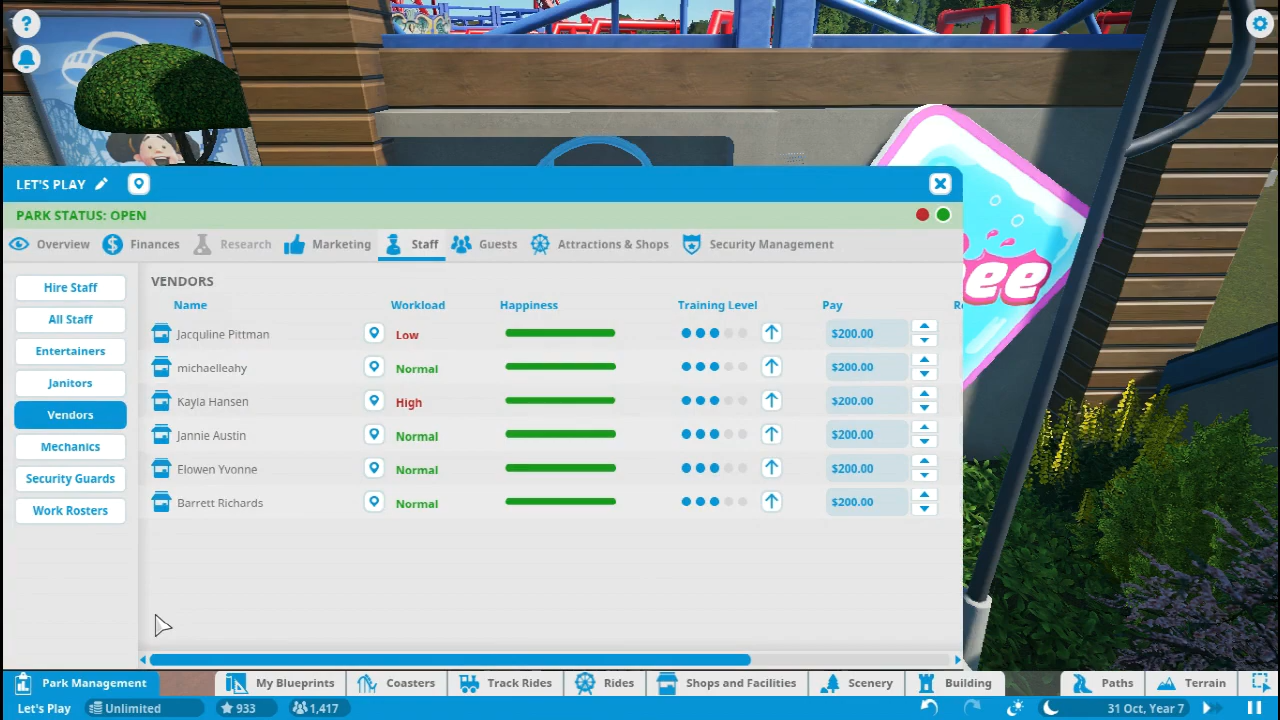 ?
LET'S PLAY
PARK STATUS: OPEN
Overview Finances Research Marketing Staff Guests Attractions & Shops Security Management
Hire Staff
All Staff
Entertainers
Janitors
Vendors
Mechanics
Security Guards
Work Rosters
VENDORS
Name Workload Happiness Training Level Pay
Jacquline Pittman Low $200.00
michaelleahy Normal $200.00
Kayla Hansen High $200.00
Jannie Austin Normal $200.00
Elowen Yvonne Normal $200.00
Barrett Richards Normal $200.00
ee
Park Management My Blueprints Coasters Track Rides Rides Shops and Facilities Scenery Building Paths Terrain
Let's Play Unlimited 933 1,417 31 Oct, Year 7